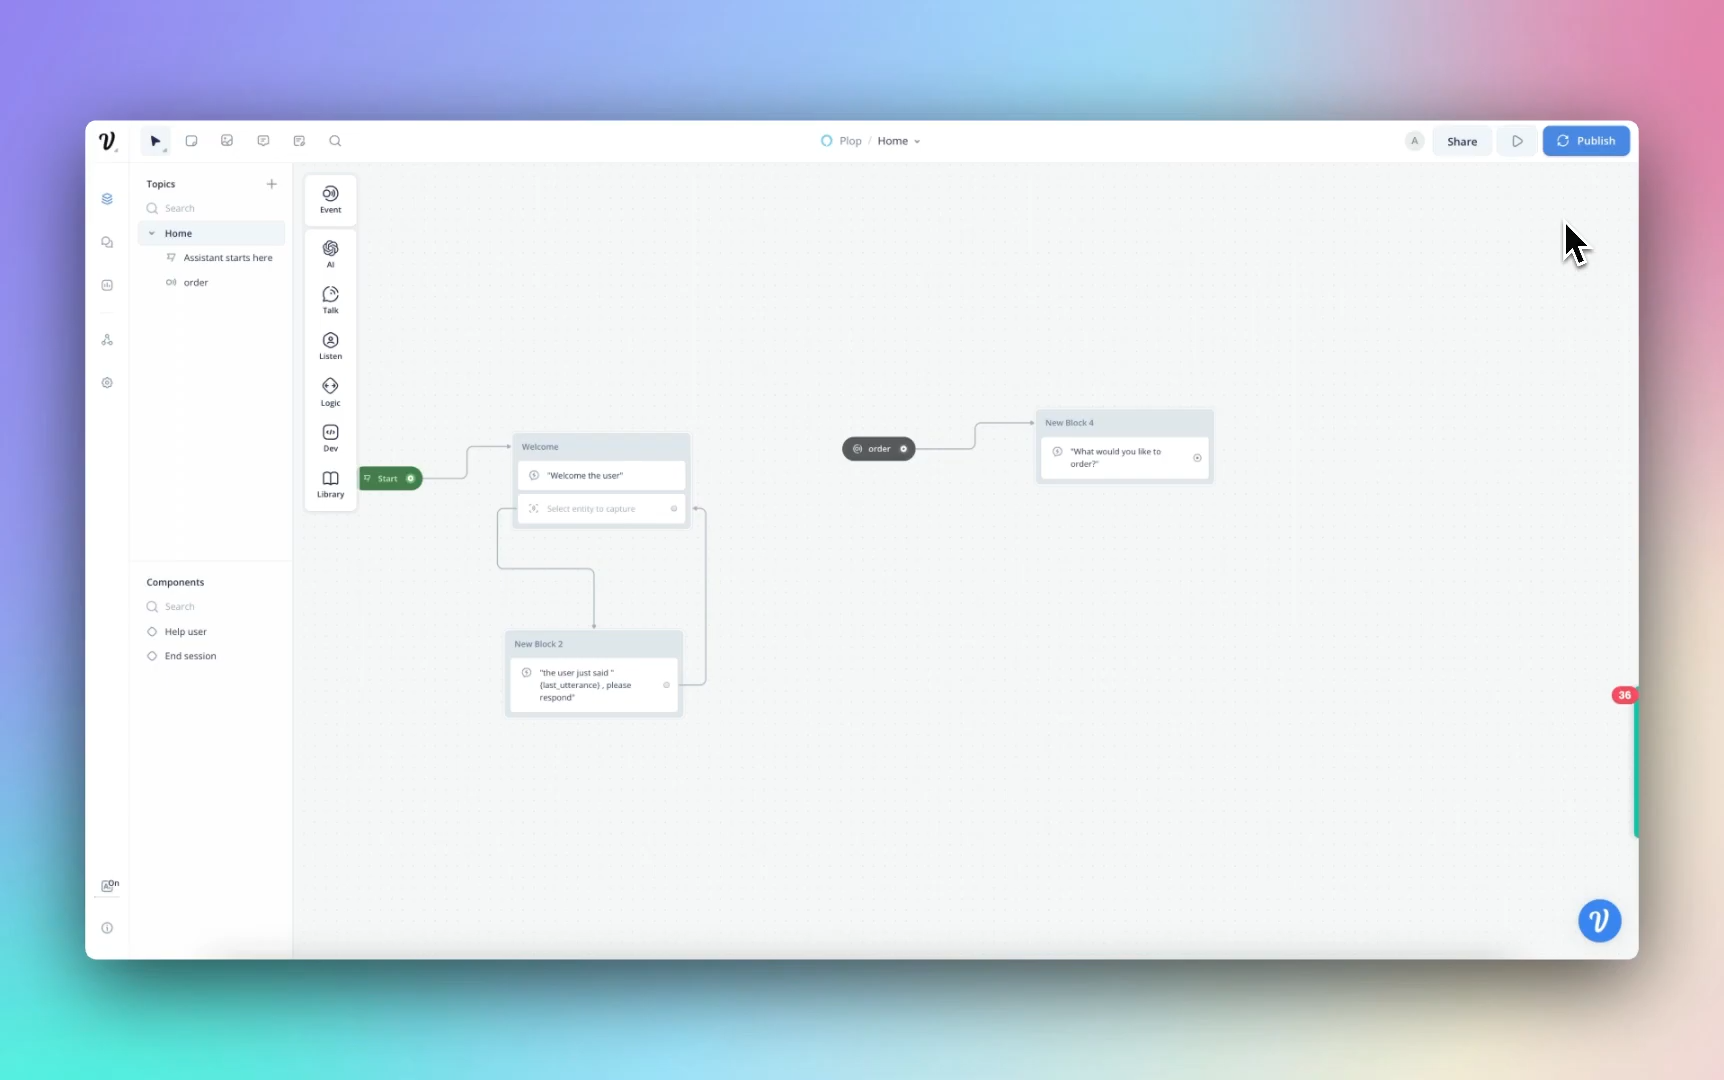 Plop / Home
A
Share
Publish
Topics
Search
Home
Assistant starts here
order
Components
Search
Help user
End session
On
Event
AI
Talk
Listen
Logic
Dev
Library
Start
Welcome
"Welcome the user"
Select entity to capture
New Block 2
"the user just said "
{last_utterance} , please
respond"
order
New Block 4
"What would you like to
order?"
36